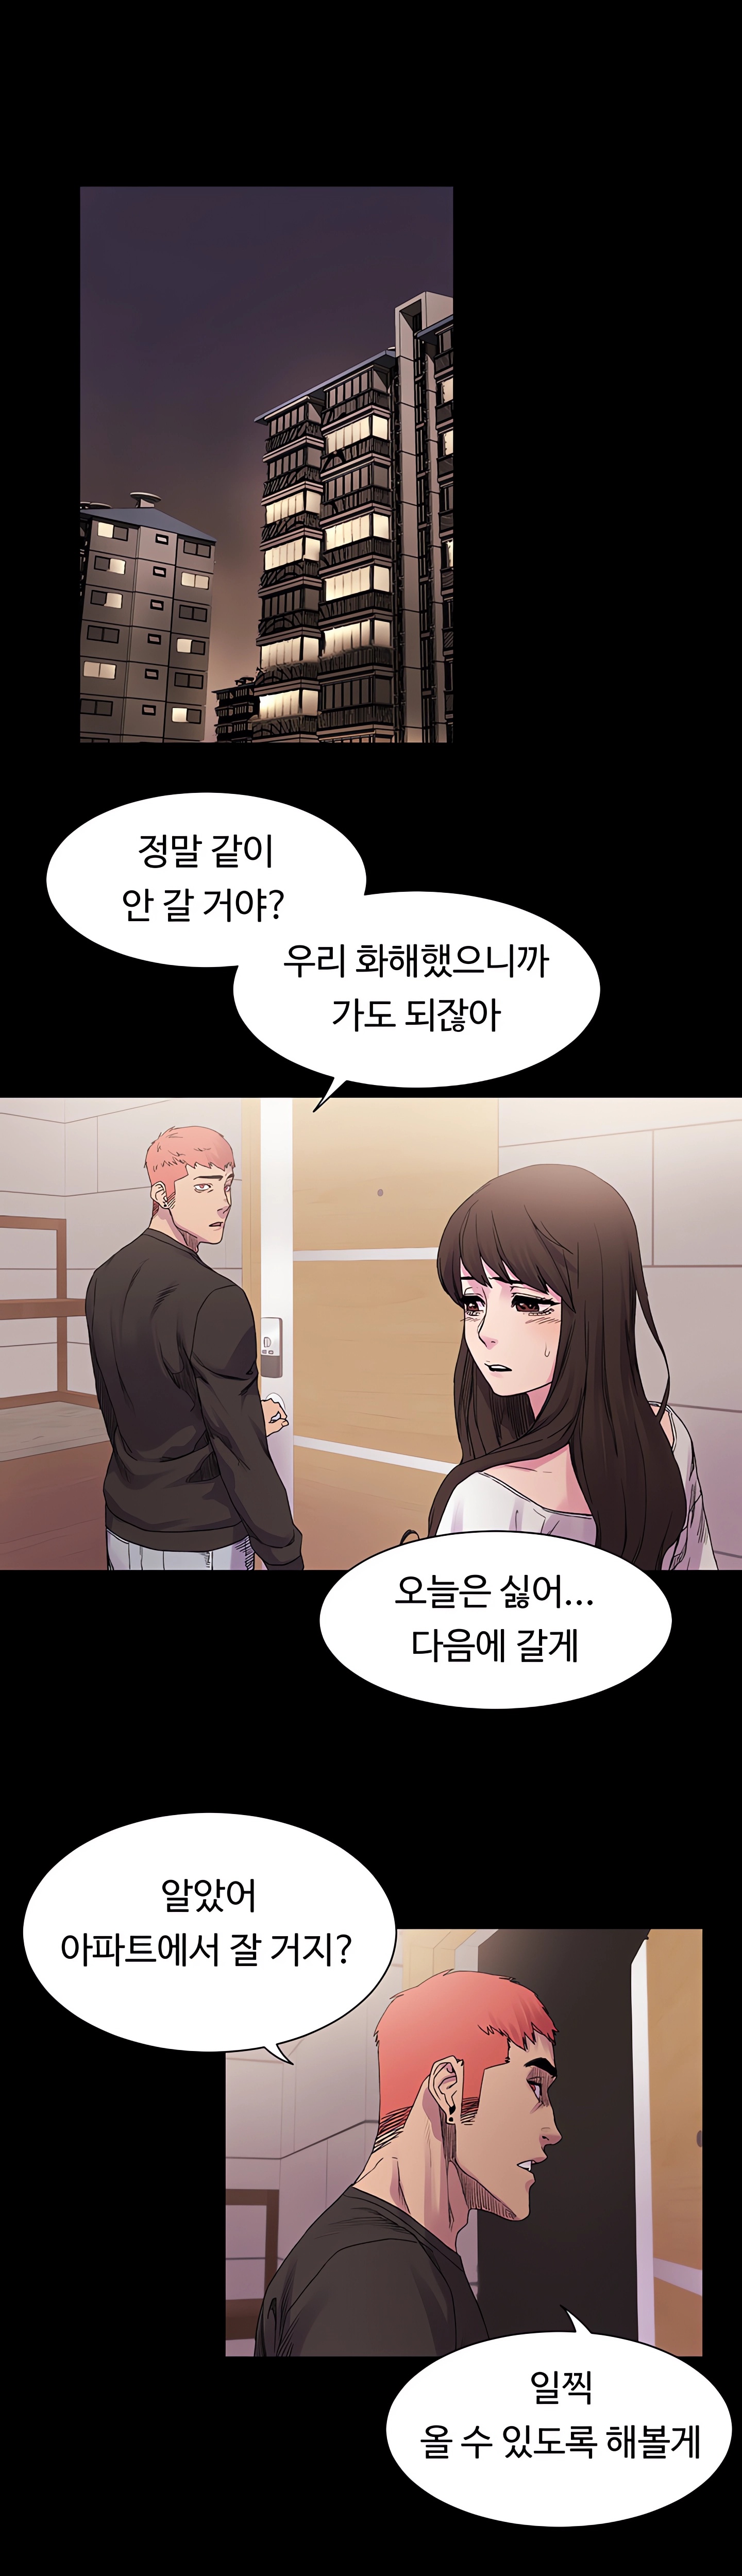 정말 같이
안 갈 거야?
우리 화해했으니까
가도 되잖아
오늘은 싫어...
다음에 갈게
알았어
아파트에서 잘 거지?
일찍
올 수 있도록 해볼게